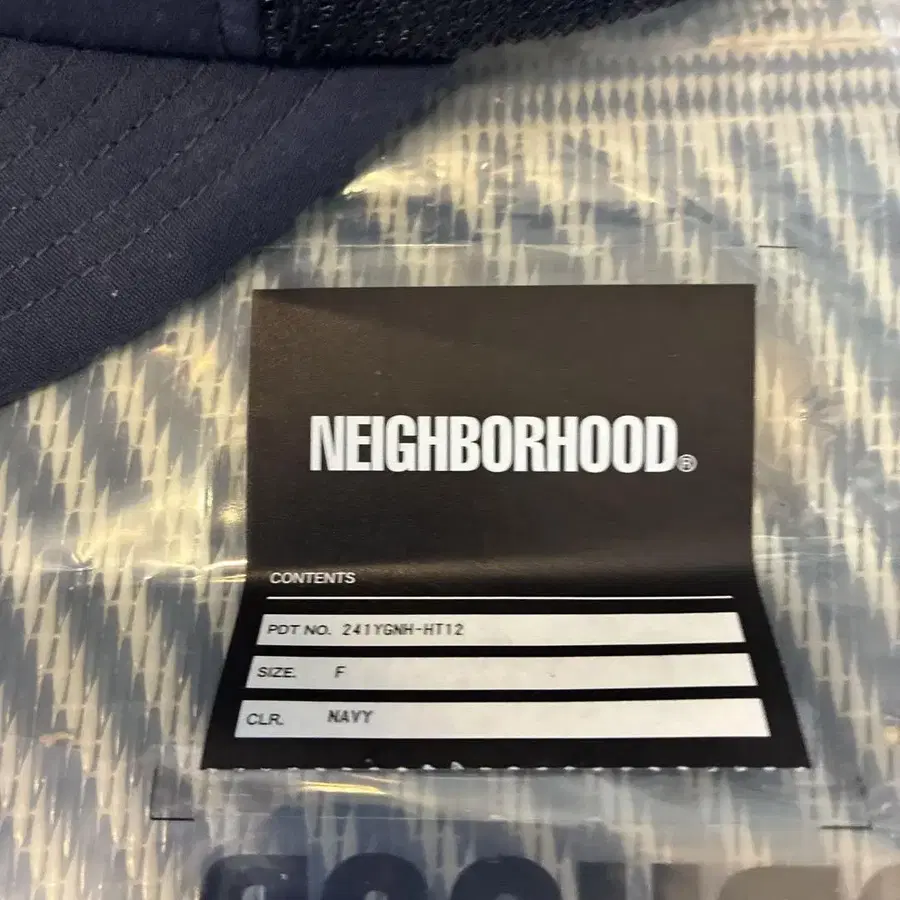 NEIGHBORHOOD®
CONTENTS
PDT NO. 241YGNH-HT12
SIZE. F
CLR. NAVY